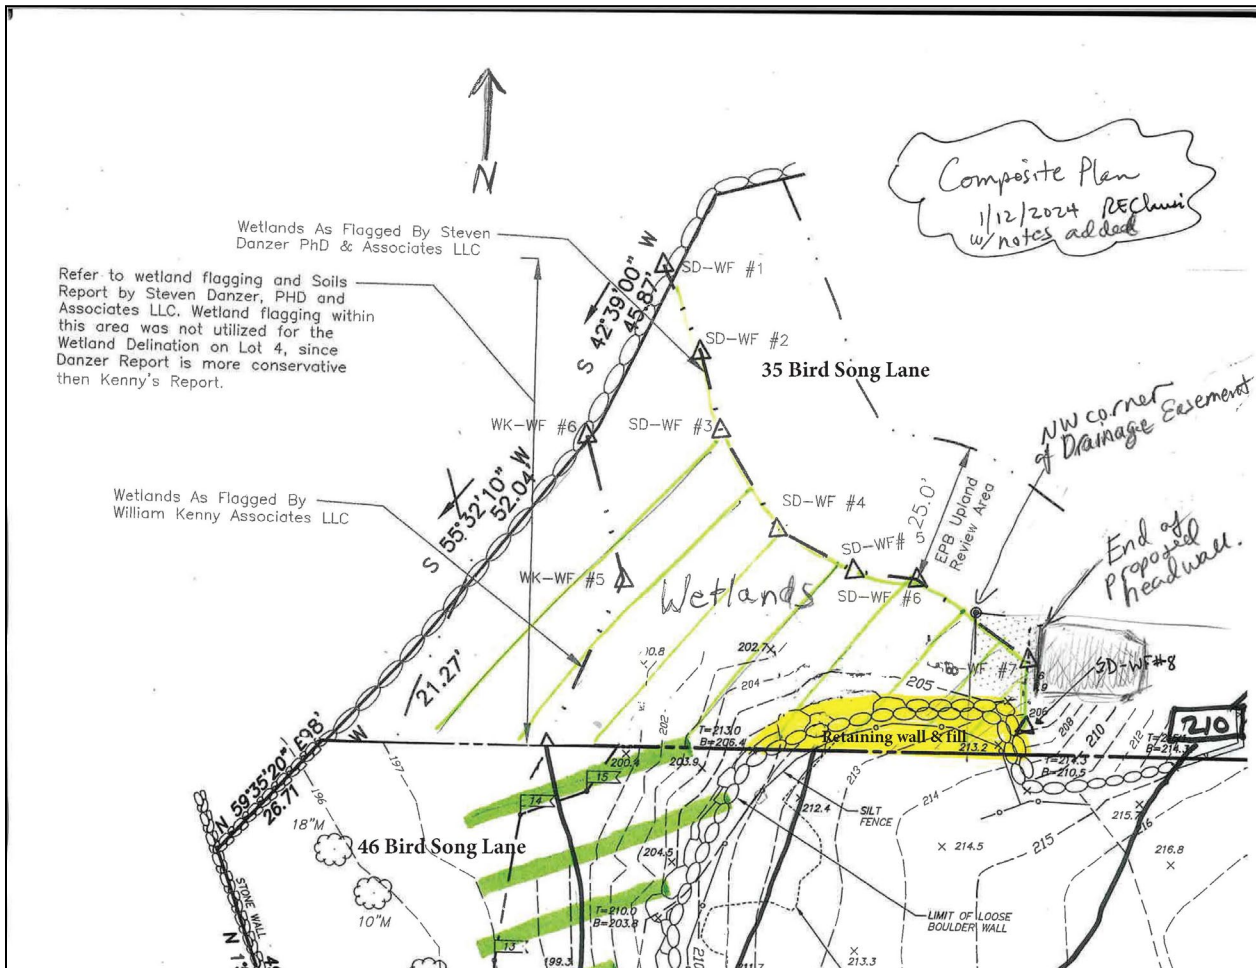 N
Composite Plan
1/12/2024
w/notes added
Wetlands As Flagged By Steven
Danzer PhD & Associates LLC
Refer to wetland flagging and Soils
Report by Steven Danzer, PHD and
Associates LLC. Wetland flagging within
this area was not utilized for the
Wetland Delination on Lot 4, since
Danzer Report is more conservative
then Kenny's Report.
S 42°39'00" W
45.87'
SD-WF #1
SD-WF #2
35 Bird Song Lane
NW corner
of Drainage Easement
WK-WF #6
SD-WF #3
S 55°32'10" W
52.04'
Wetlands As Flagged By
William Kenny Associates LLC
SD-WF #4
SD-WF# 5
25.0'
EPB Upland
Review Area
End of
proposed
headwall.
WK-WF #5
Wetlands
SD-WF #6
SD-WF #7
SD-WF#8
21.27'
202.7
204
205
202
206
208
210
212
210
T=213.0
B=206.4
Retaining wall & fill
213.2
T=214.3
B=210.5
B=214.3
N 59°35'20" E
26.71
98'
W
197
196
200.4
203.9
15
14
213
214
212.4
SILT
FENCE
215.7
216
18"M
46 Bird Song Lane
204.5
214.5
215
216.8
10"M
STONE WALL
T=210.0
B=203.8
LIMIT OF LOOSE
BOULDER WALL
13
199.3
210
211.7
213.3
N 1°